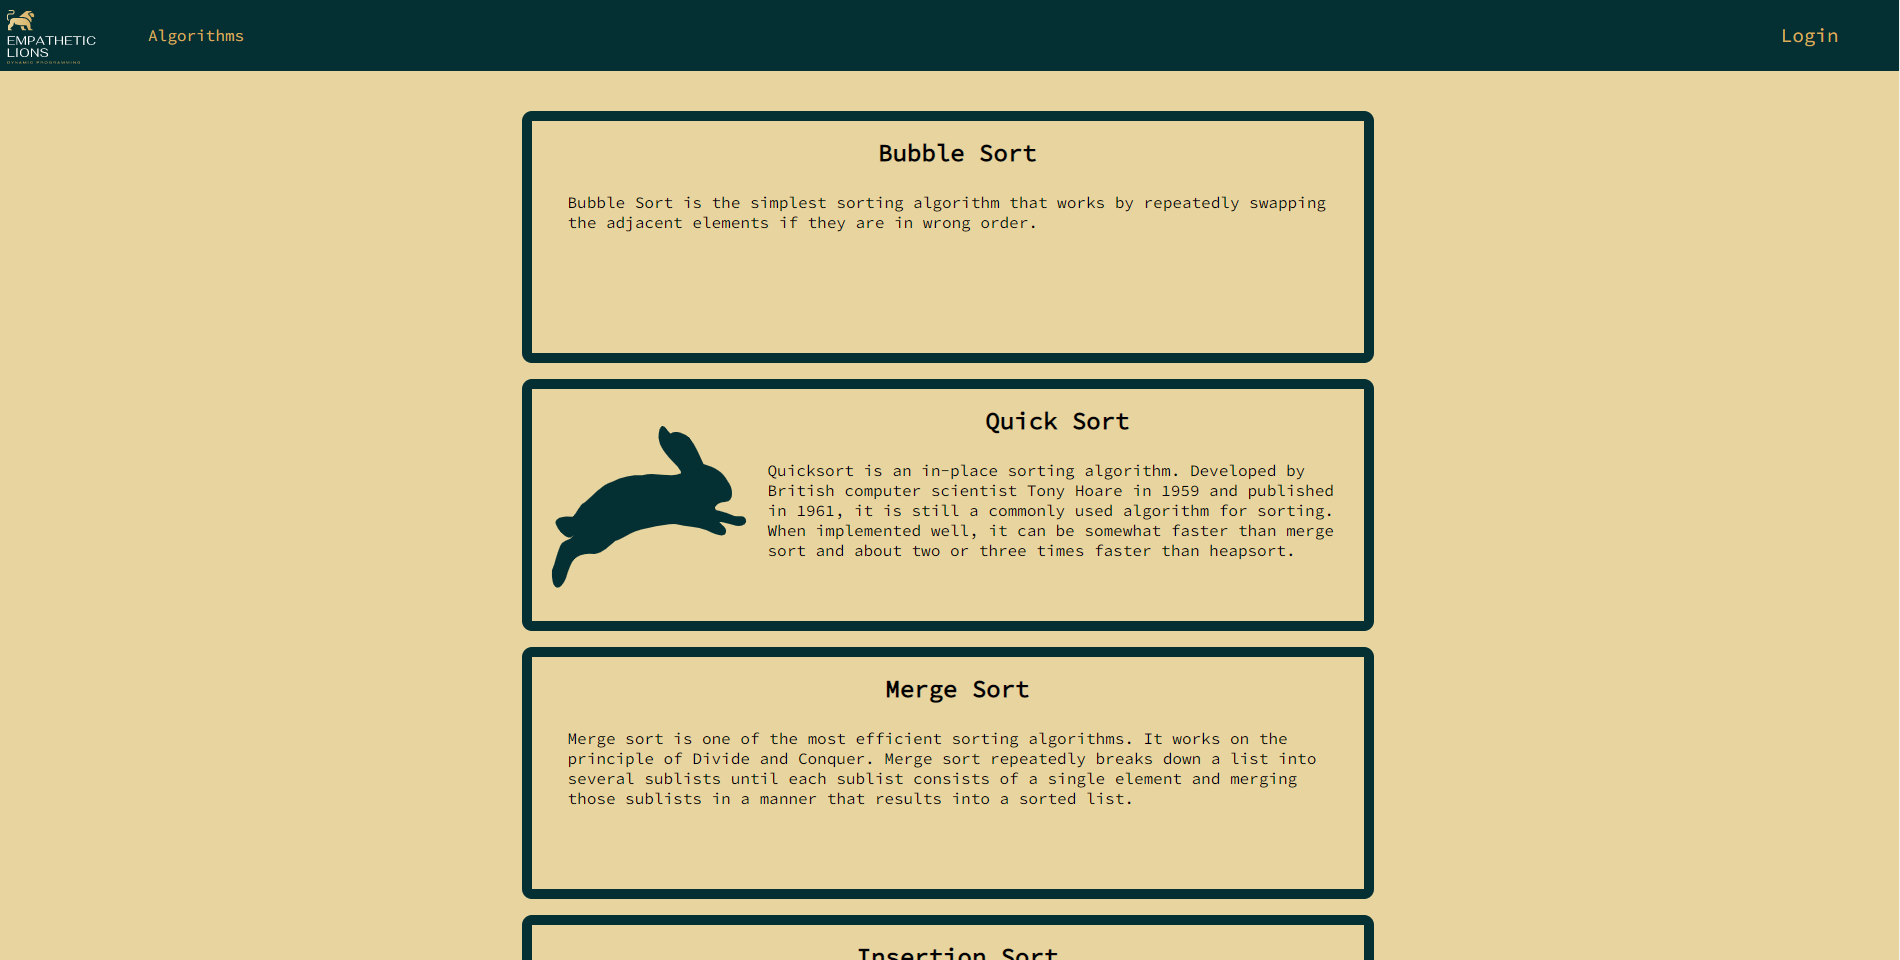 EMPATHETIC
LIONS
DYNAMIC PROGRAMMING
Algorithms
Login
Bubble Sort
Bubble Sort is the simplest sorting algorithm that works by repeatedly swapping
the adjacent elements if they are in wrong order.
Quick Sort
Quicksort is an in-place sorting algorithm. Developed by
British computer scientist Tony Hoare in 1959 and published
in 1961, it is still a commonly used algorithm for sorting.
When implemented well, it can be somewhat faster than merge
sort and about two or three times faster than heapsort.
Merge Sort
Merge sort is one of the most efficient sorting algorithms. It works on the
principle of Divide and Conquer. Merge sort repeatedly breaks down a list into
several sublists until each sublist consists of a single element and merging
those sublists in a manner that results into a sorted list.
Insertion Sort